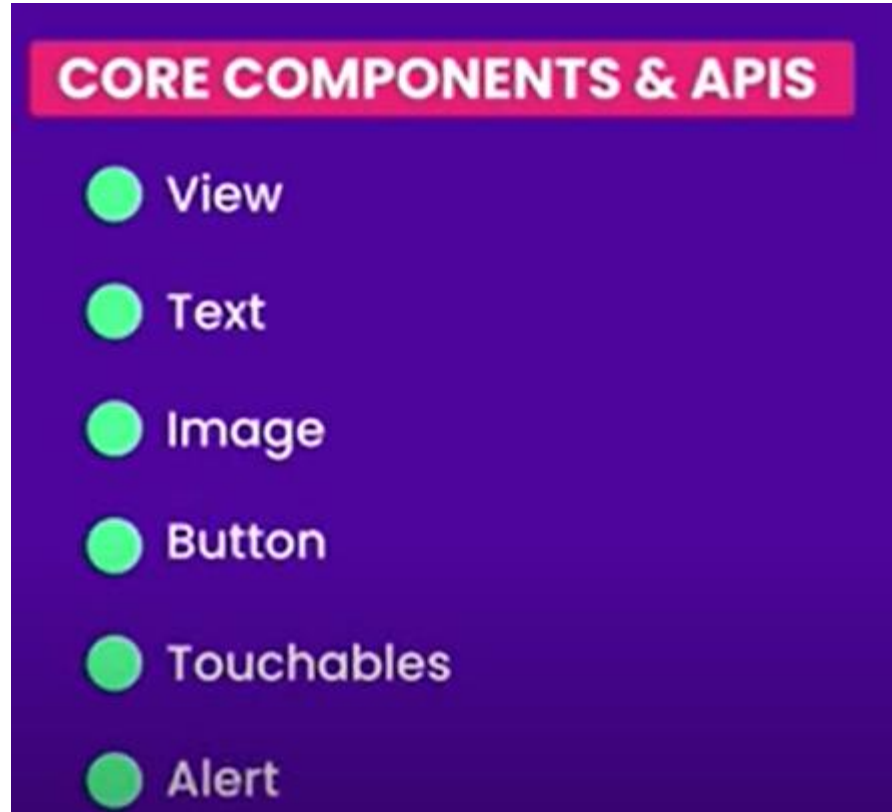 CORE COMPONENTS & APIS
View
Text
Image
Button
Touchables
Alert